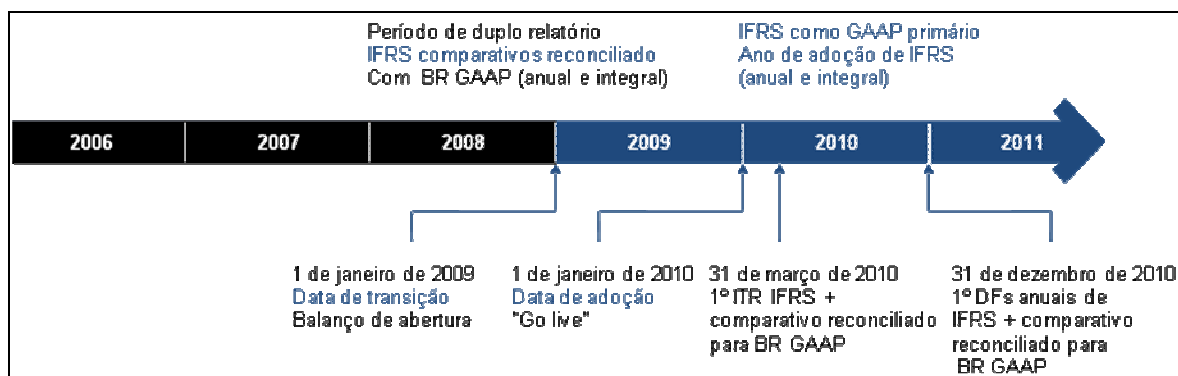 Período de duplo relatório
IFRS comparativos reconciliado
Com BR GAAP (anual e integral)
IFRS como GAAP primário
Ano de adoção de IFRS
(anual e integral)
2006
2007
2008
2009
2010
2011
1 de janeiro de 2009
Data de transição
Balanço de abertura
1 de janeiro de 2010
Data de adoção
"Go live"
31 de março de 2010
1º ITR IFRS +
comparativo reconciliado
para BR GAAP
31 de dezembro de 2010
1º DFs anuais de
IFRS + comparativo
reconciliado para
BR GAAP